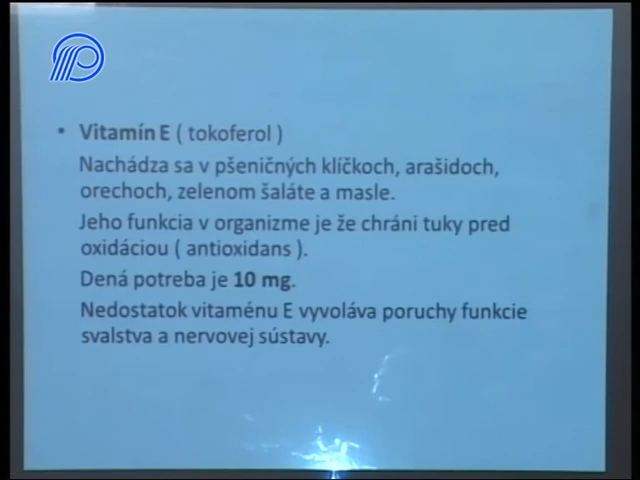 • Vitamín E ( tokoferol )
Nachádza sa v pšeničných klíčkoch, arašidoch,
orechoch, zelenom šaláte a masle.
Jeho funkcia v organizme je že chráni tuky pred
oxidáciou ( antioxidans ).
Dená potreba je 10 mg.
Nedostatok vitaménu E vyvoláva poruchy funkcie
svalstva a nervovej sústavy.